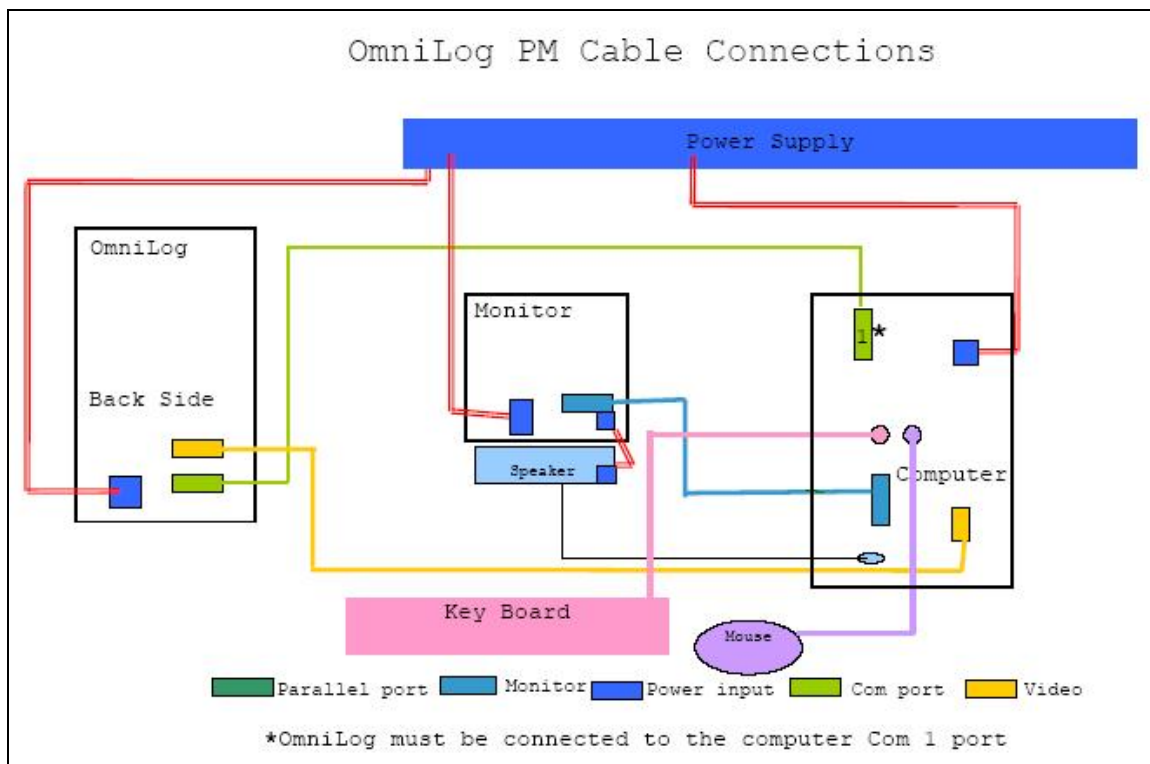 OmniLog PM Cable Connections
Power Supply
OmniLog
Monitor
1*
Back Side
Speaker
Computer
Key Board
Mouse
Parallel port
Monitor
Power input
Com port
Video
*OmniLog must be connected to the computer Com 1 port